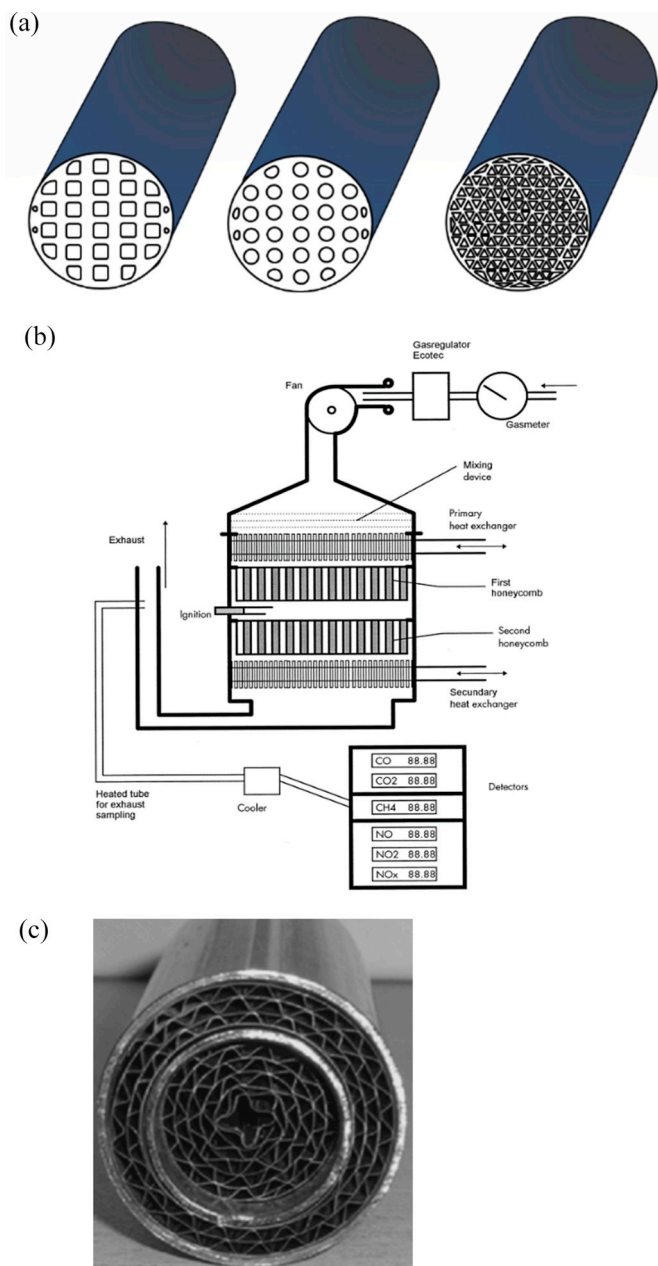 (a)
(b)
Gasregulator
Ecotec
Fan
Gasmeter
Mixing
device
Primary
heat exchanger
Exhaust
First
honeycomb
Ignition
Second
honeycomb
Secundary
heat exchanger
CO 88.88
CO2 88.88
Detectors
Heated tube
for exhaust
sampling
Cooler
CH4 88.88
NO 88.88
NO2 88.88
NOx 88.88
(c)